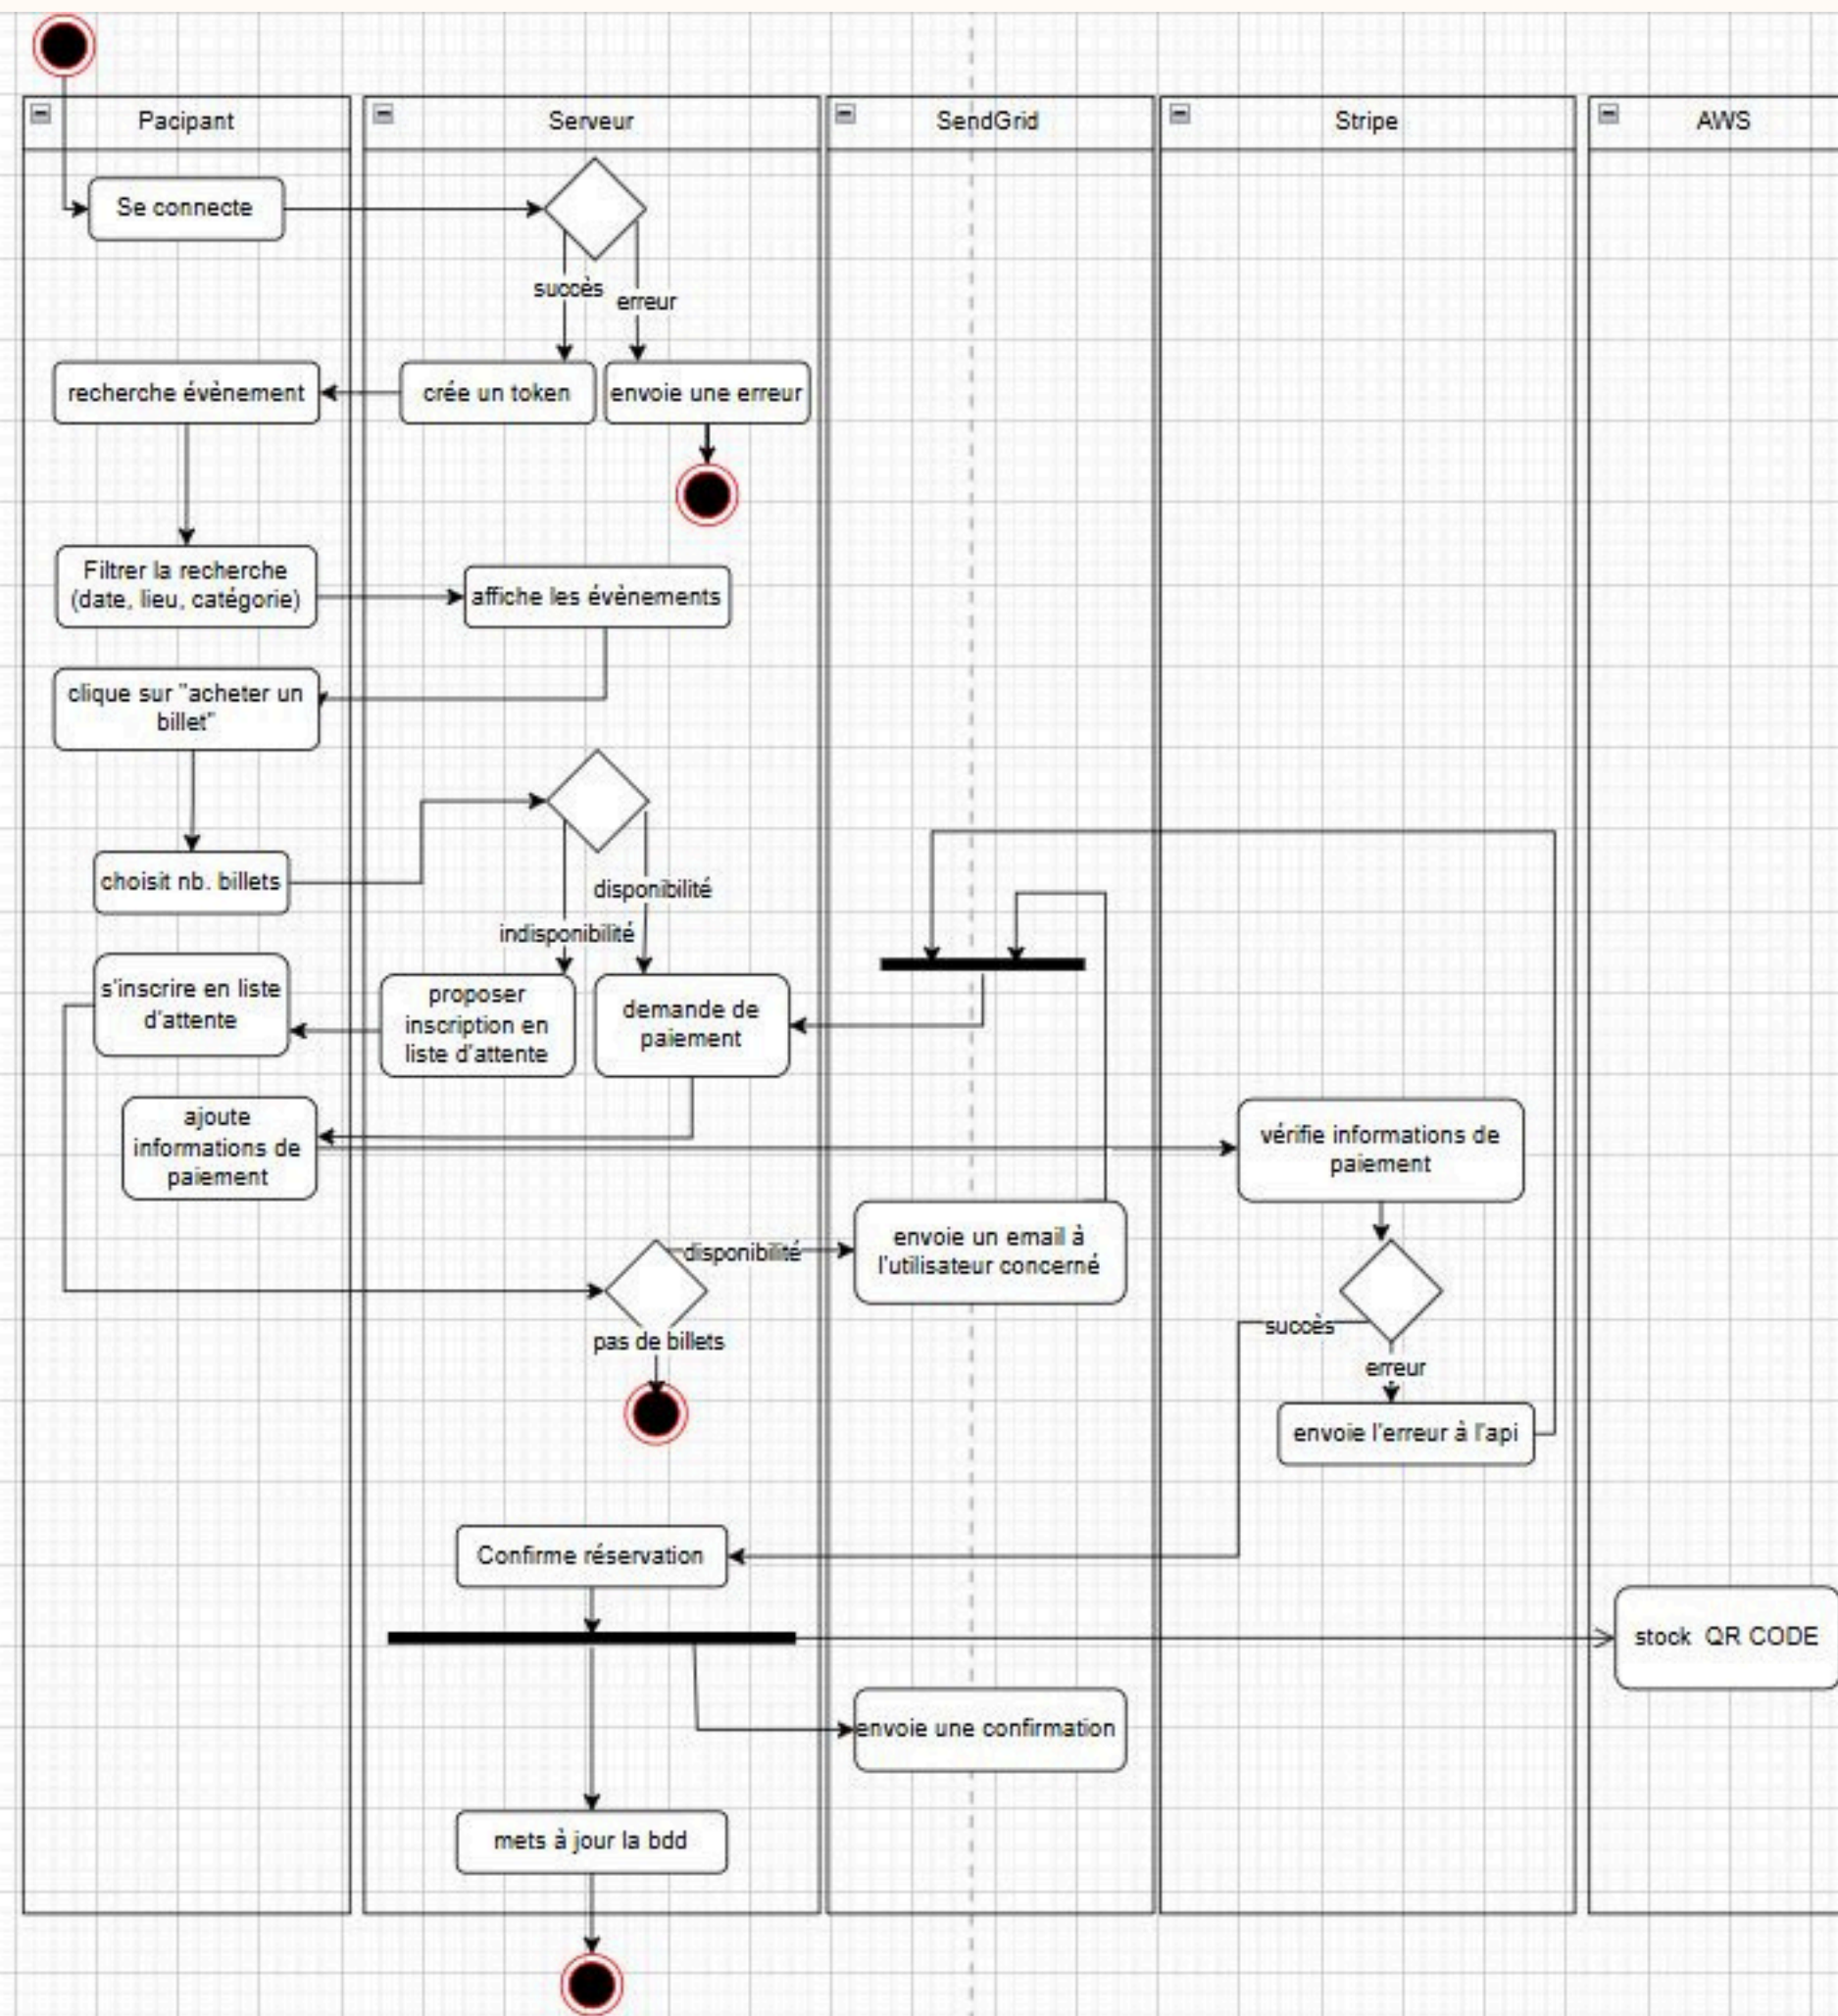 Pacipant
Serveur
SendGrid
Stripe
AWS
Se connecte
succès
erreur
recherche évènement
crée un token
envoie une erreur
Filtrer la recherche
(date, lieu, catégorie)
affiche les évènements
clique sur "acheter un
billet"
choisit nb. billets
disponibilité
indisponibilité
s'inscrire en liste
d'attente
proposer
inscription en
liste d'attente
demande de
paiement
ajoute
informations de
paiement
vérifie informations de
paiement
disponibilité
envoie un email à
l'utilisateur concerné
pas de billets
succès
erreur
envoie l'erreur à l'api
Confirme réservation
stock QR CODE
envoie une confirmation
mets à jour la bdd